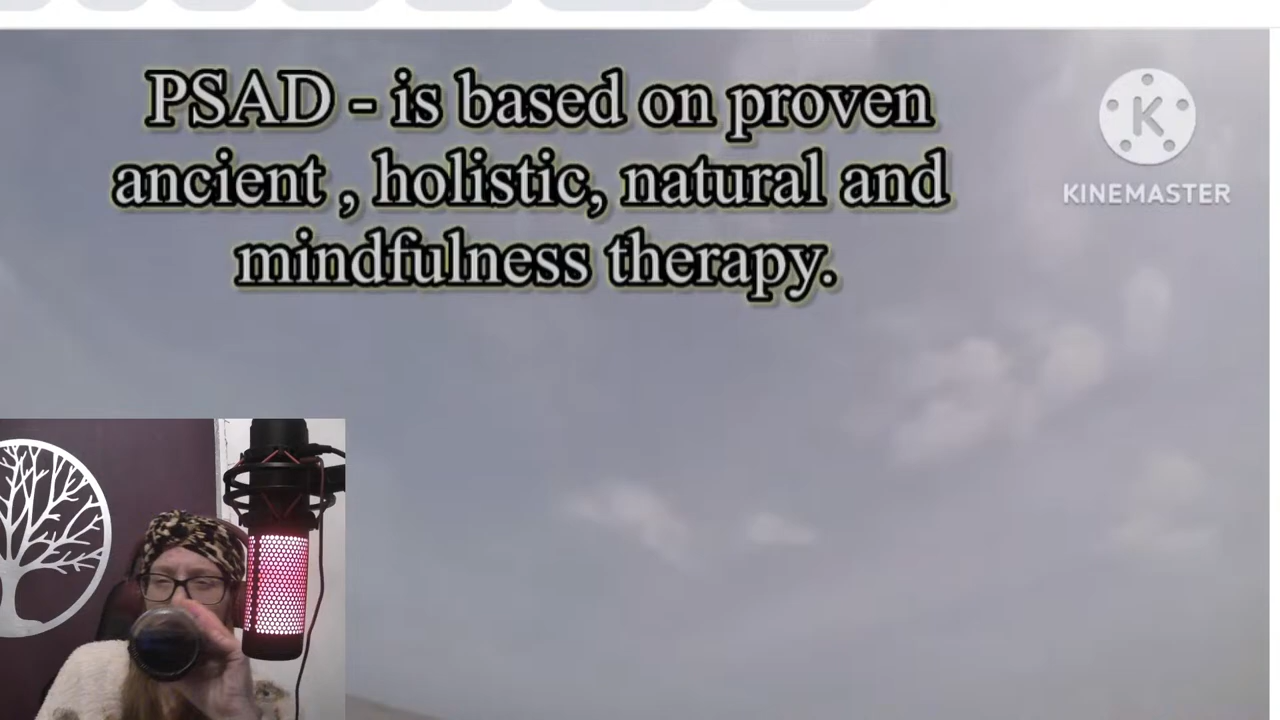 PSAD - is based on proven
ancient , holistic, natural and
mindfulness therapy.
K
KINEMASTER